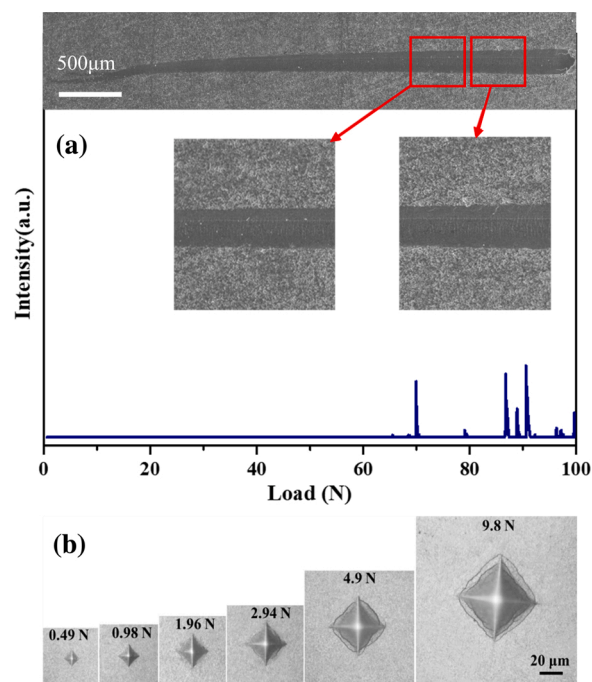 500μm
(a)
Intensity(a.u.)
0 20 40 60 80 100
Load (N)
(b)
0.49 N
0.98 N
1.96 N
2.94 N
4.9 N
9.8 N
20 μm